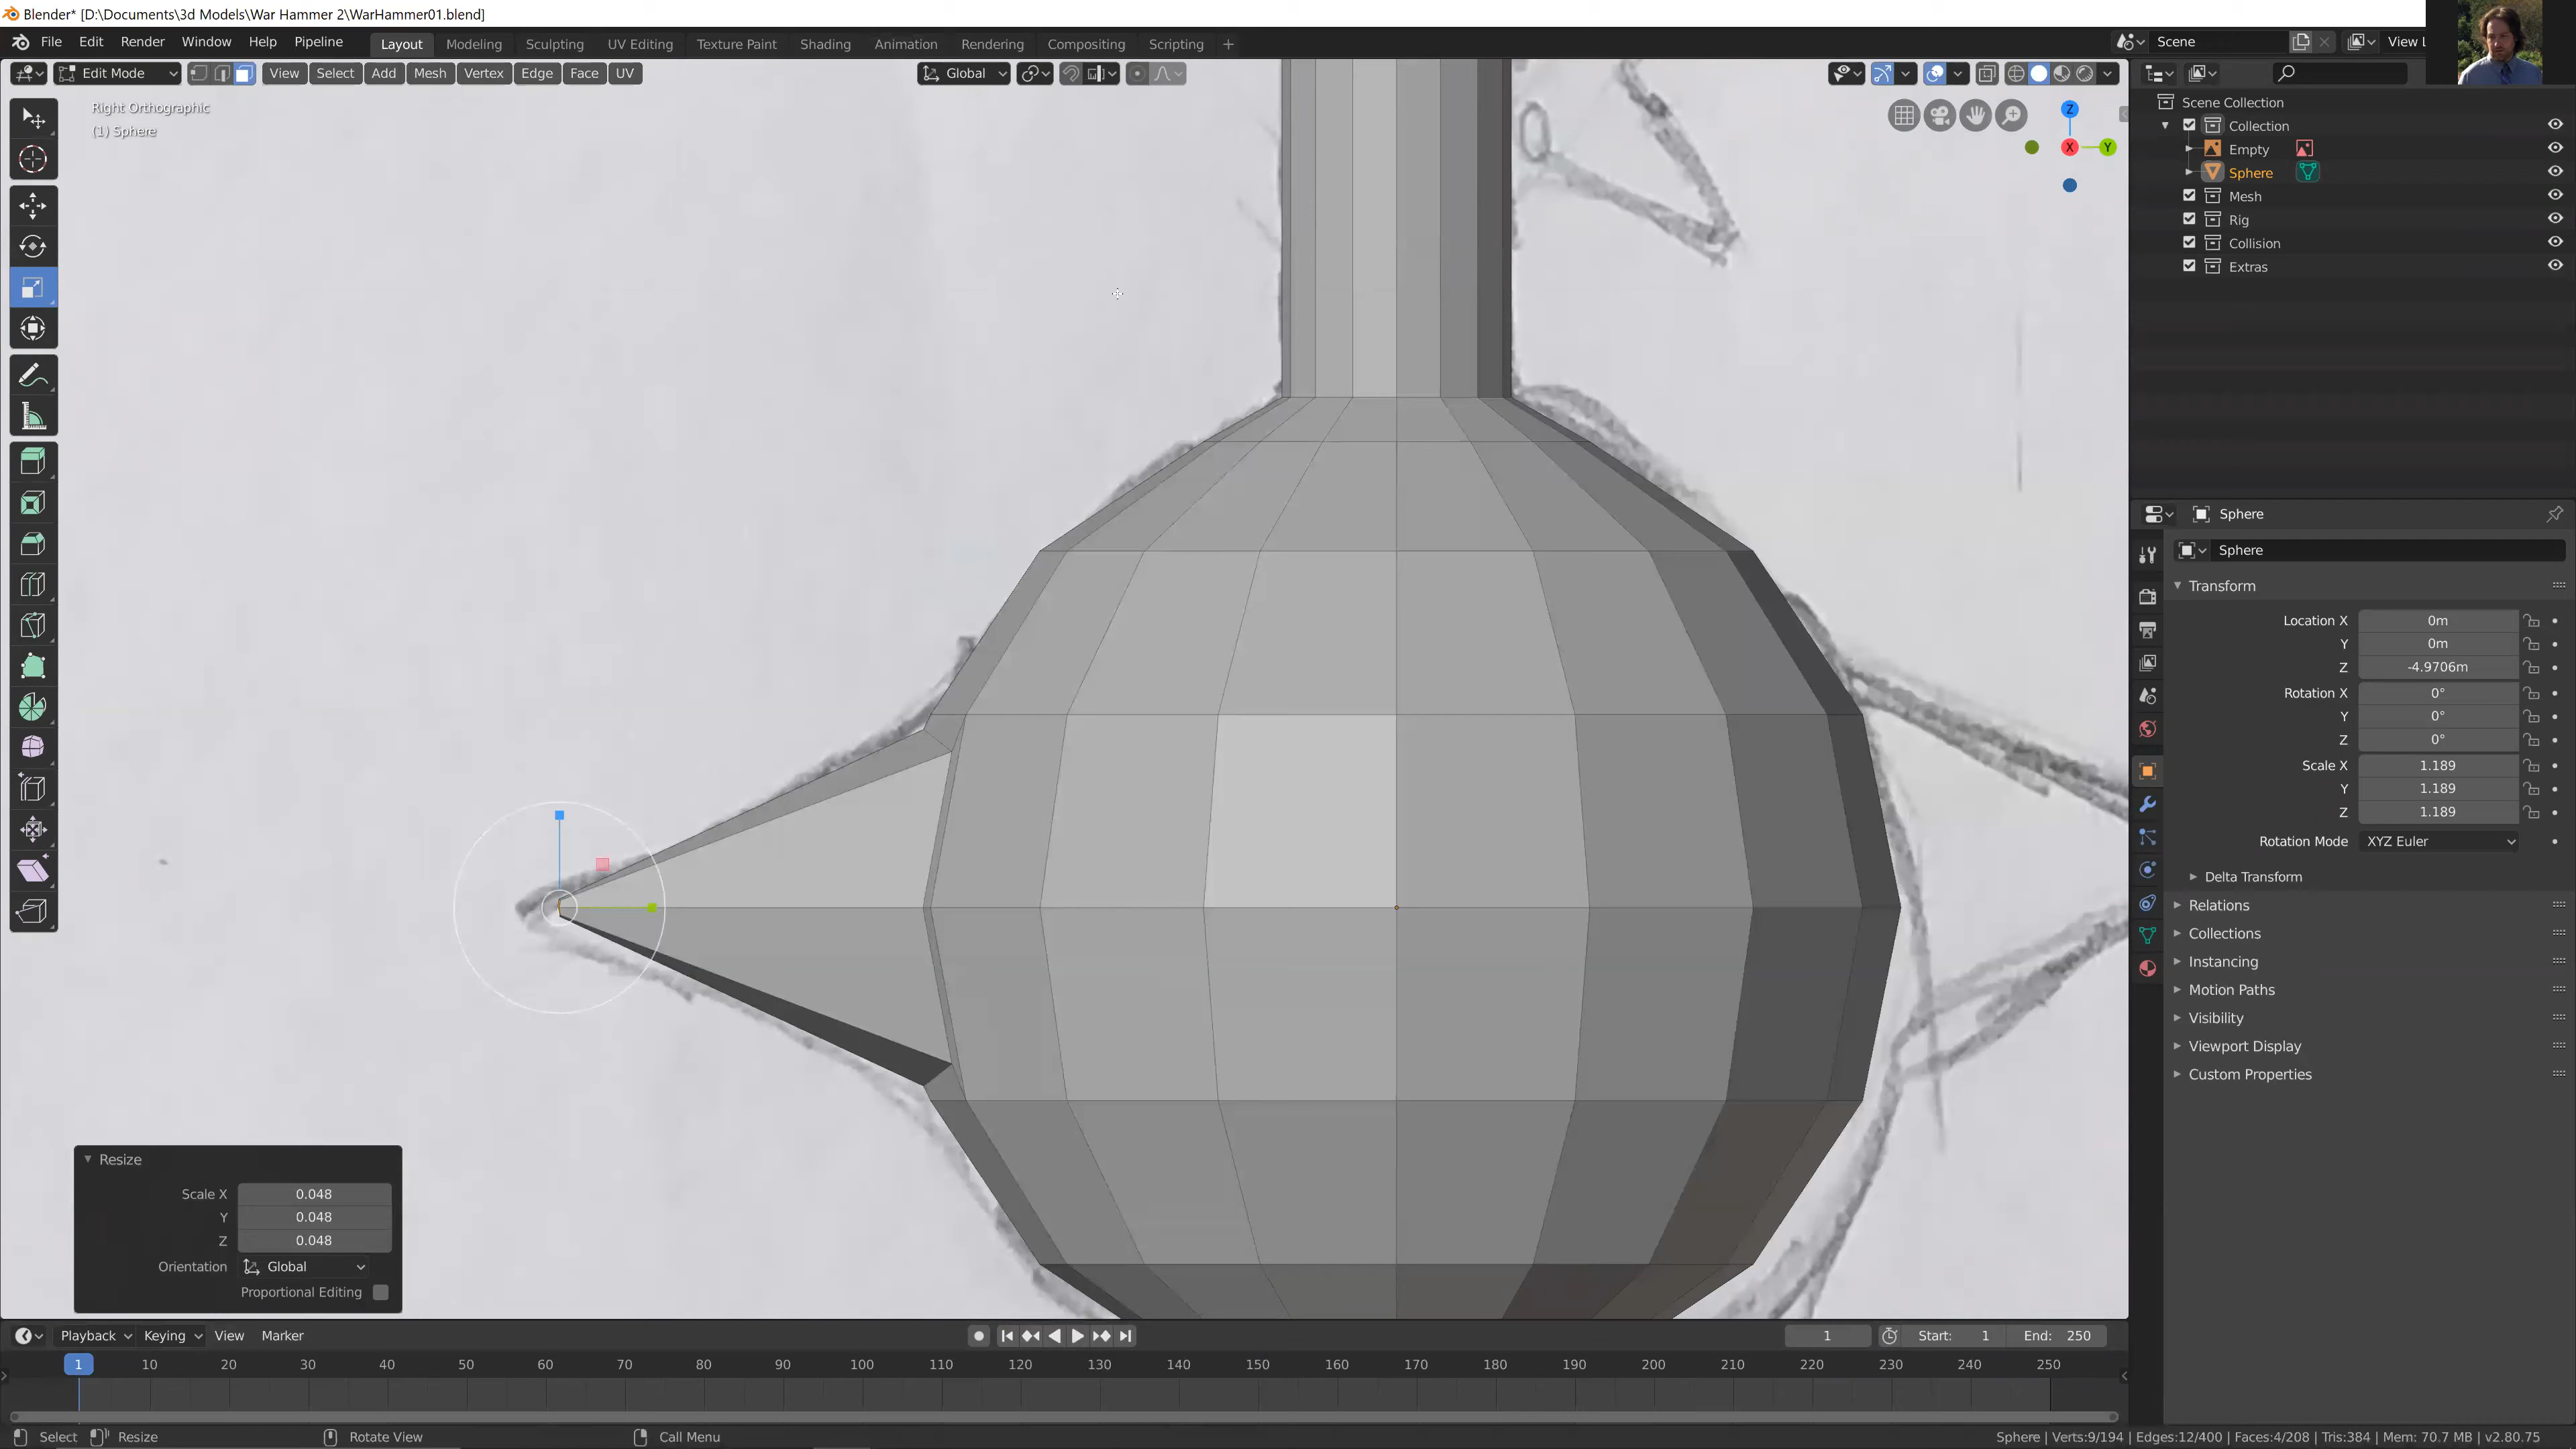 Blender* [D:\Documents\3d Models\War Hammer 2\WarHammer01.blend]
File Edit Render Window Help Pipeline Layout Modeling Sculpting UV Editing Texture Paint Shading Animation Rendering Compositing Scripting + Scene View L
Edit Mode View Select Add Mesh Vertex Edge Face UV Global
Right Orthographic
(1) Sphere
Z
X
Y
Scene Collection
Collection
Empty
Sphere
Mesh
Rig
Collision
Extras
Sphere
Sphere
Transform
Location X 0m
Y 0m
Z -4.9706m
Rotation X 0°
Y 0°
Z 0°
Scale X 1.189
Y 1.189
Z 1.189
Rotation Mode XYZ Euler
Delta Transform
Relations
Collections
Instancing
Motion Paths
Visibility
Viewport Display
Custom Properties
Resize
Scale X 0.048
Y 0.048
Z 0.048
Orientation Global
Proportional Editing
Playback Keying View Marker 1 Start: 1 End: 250
1 10 20 30 40 50 60 70 80 90 100 110 120 130 140 150 160 170 180 190 200 210 220 230 240 250
Select Resize Rotate View Call Menu Sphere | Verts:9/194 | Edges:12/400 | Faces:4/208 | Tris:384 | Mem: 70.7 MB | v2.80.75